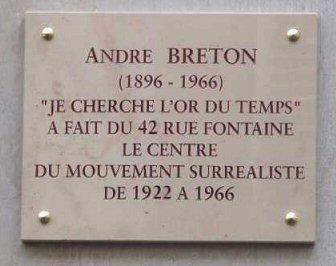 ANDRE BRETON
(1896 - 1966)
"JE CHERCHE L'OR DU TEMPS"
A FAIT DU 42 RUE FONTAINE
LE CENTRE
DU MOUVEMENT SURREALISTE
DE 1922 A 1966